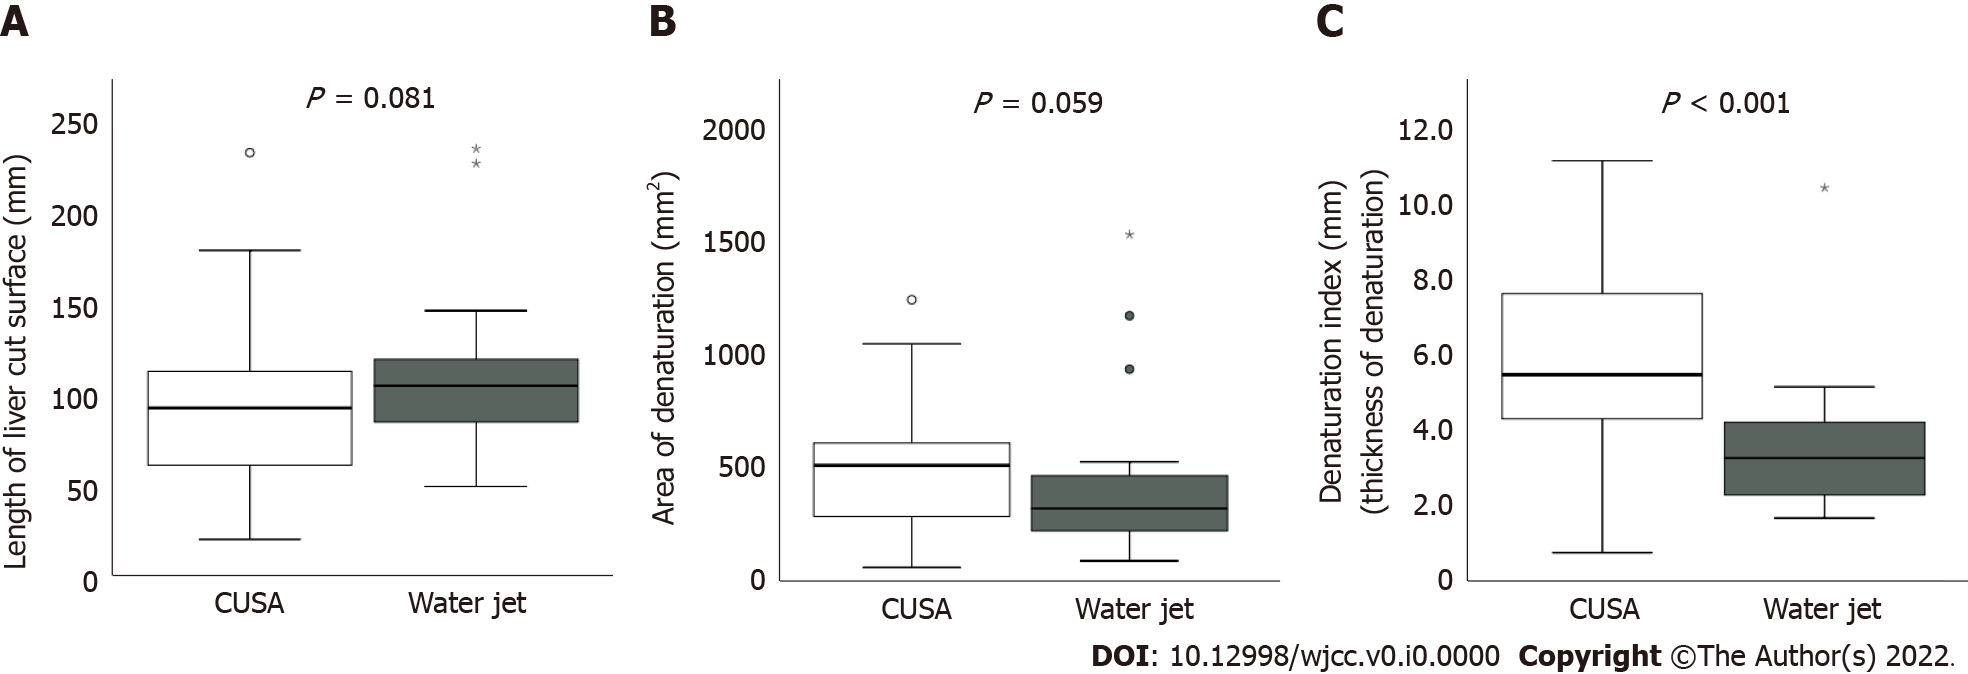 A
P = 0.081
Length of liver cut surface (mm)
250
200
150
100
50
0
CUSA
Water jet
B
P = 0.059
Area of denaturation (mm²)
2000
1500
1000
500
0
CUSA
Water jet
C
P < 0.001
Denaturation index (mm)
(thickness of denaturation)
12.0
10.0
8.0
6.0
4.0
2.0
0
CUSA
Water jet
DOI: 10.12998/wjcc.v0.i0.0000 Copyright ©The Author(s) 2022.